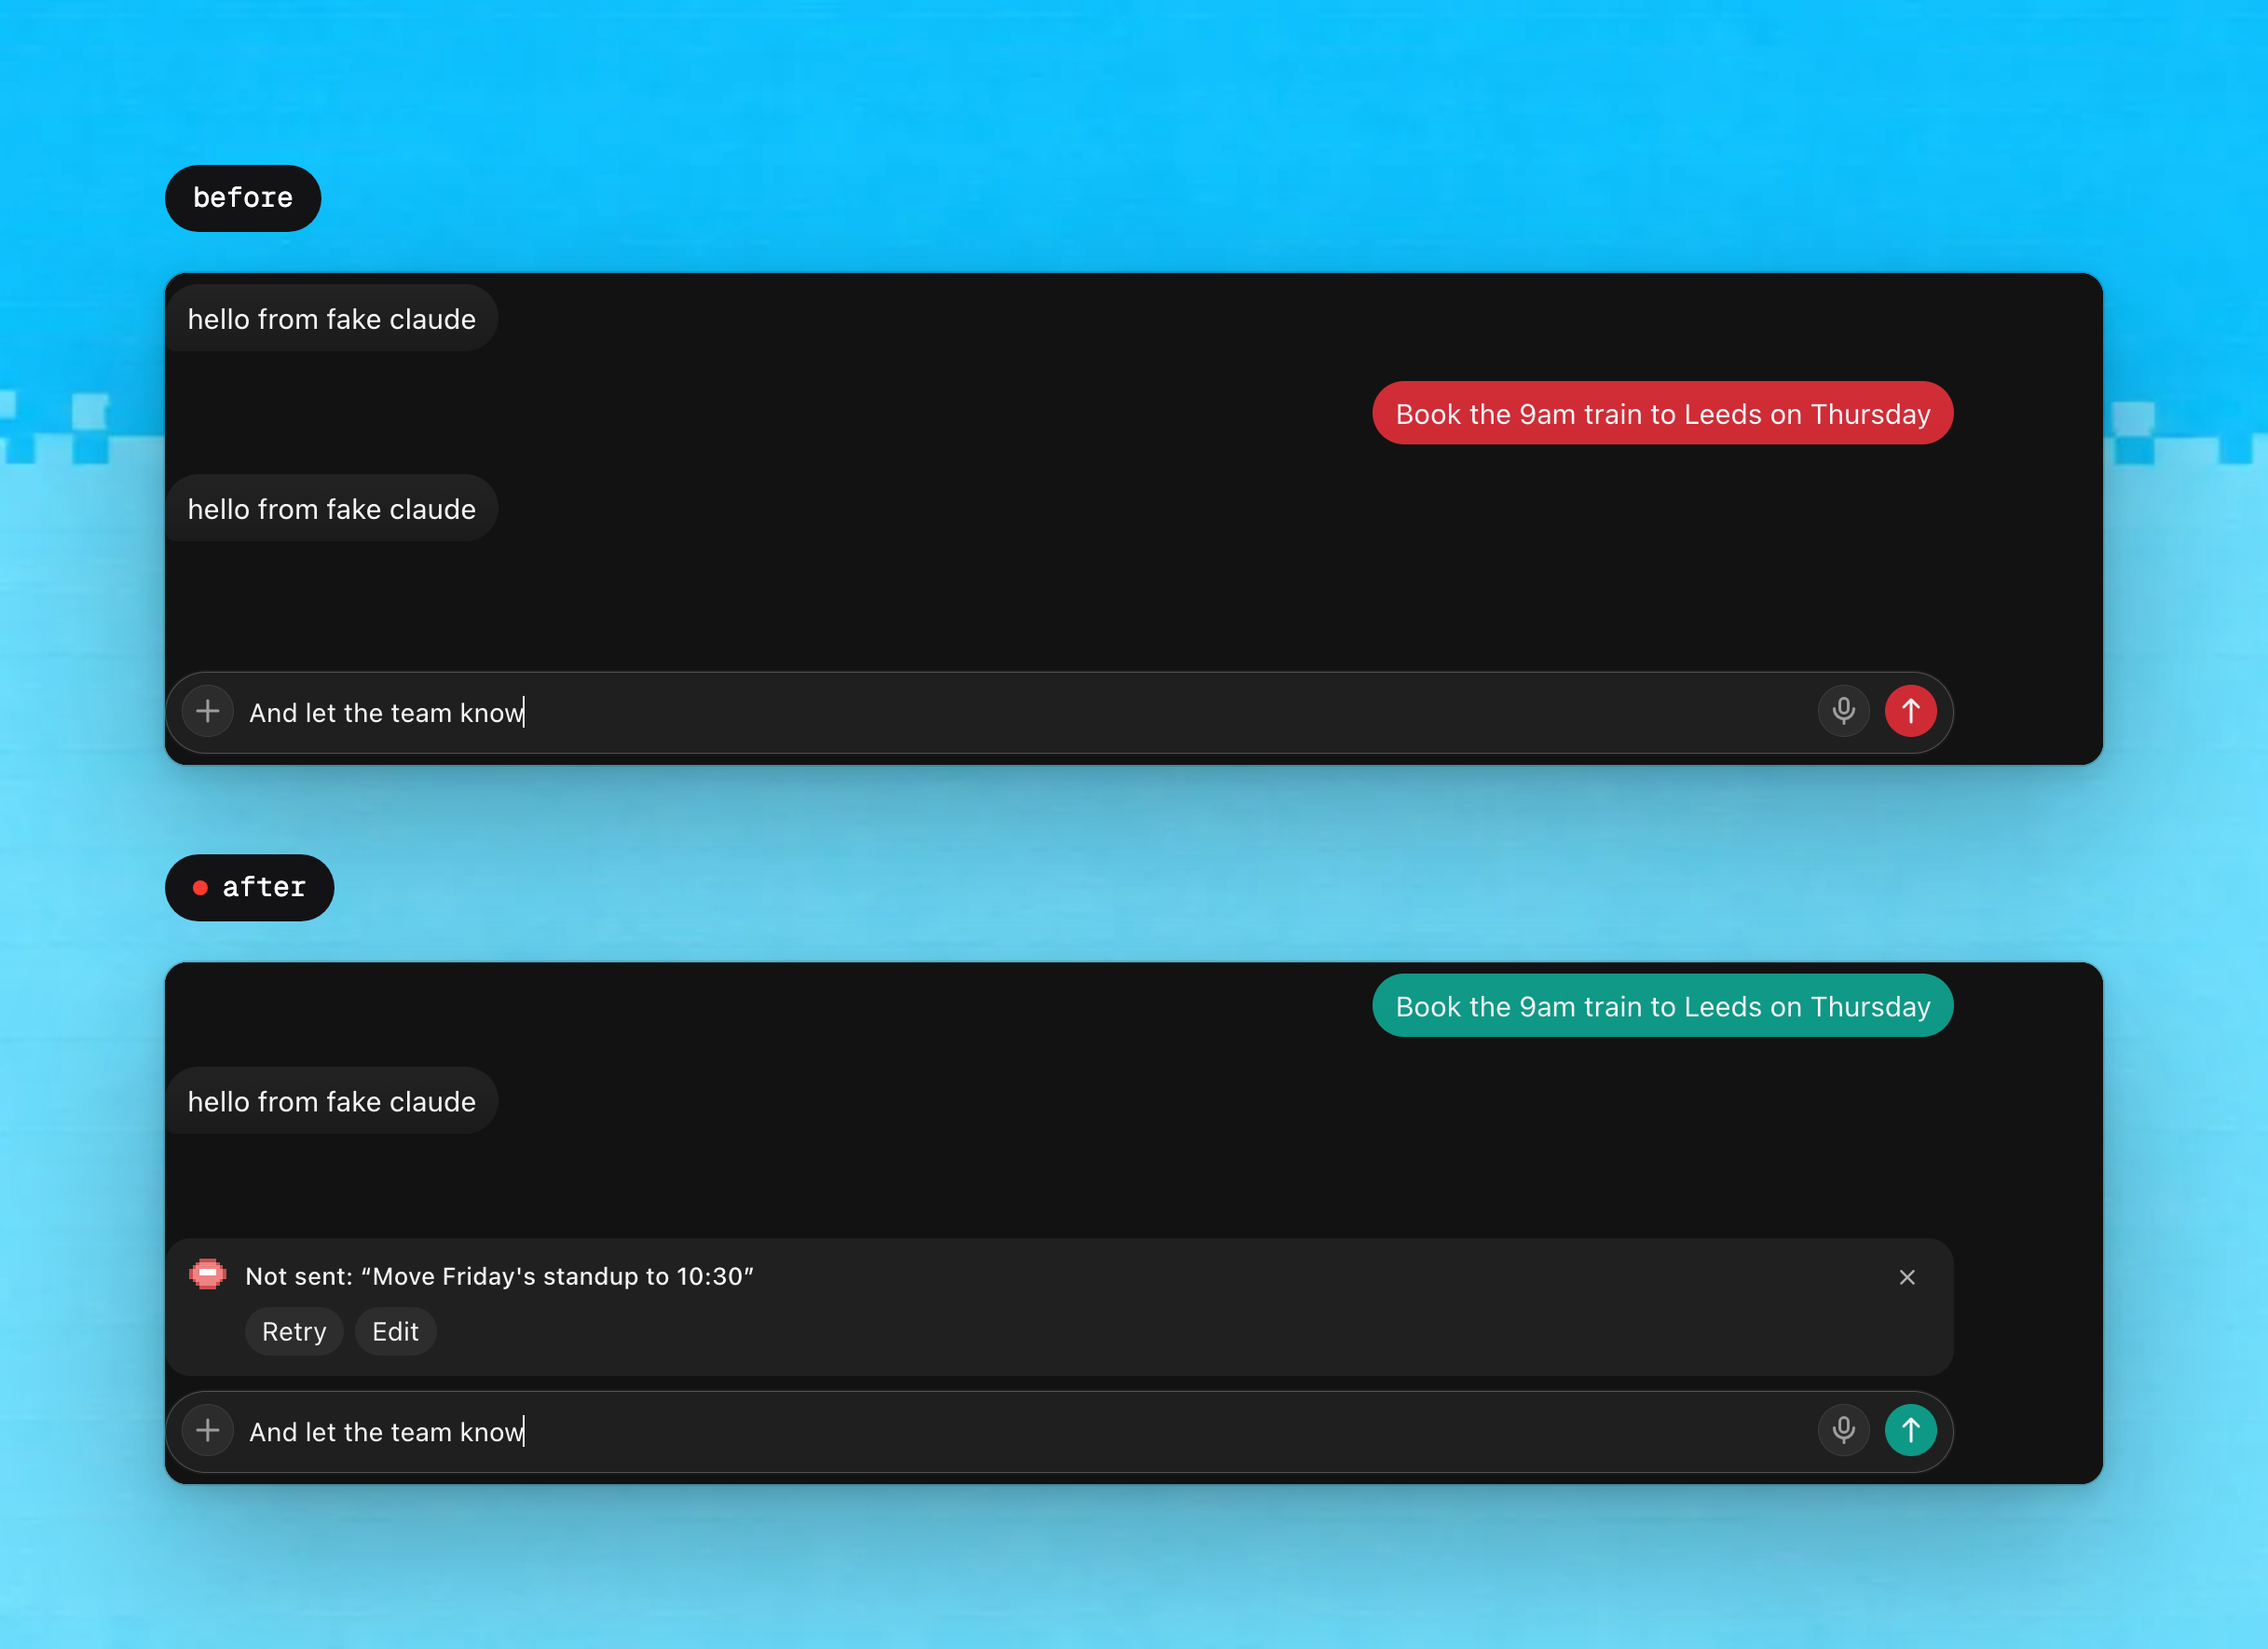 before
hello from fake claude
Book the 9am train to Leeds on Thursday
hello from fake claude
And let the team know
after
Book the 9am train to Leeds on Thursday
hello from fake claude
Not sent: “Move Friday's standup to 10:30”
Retry Edit
And let the team know